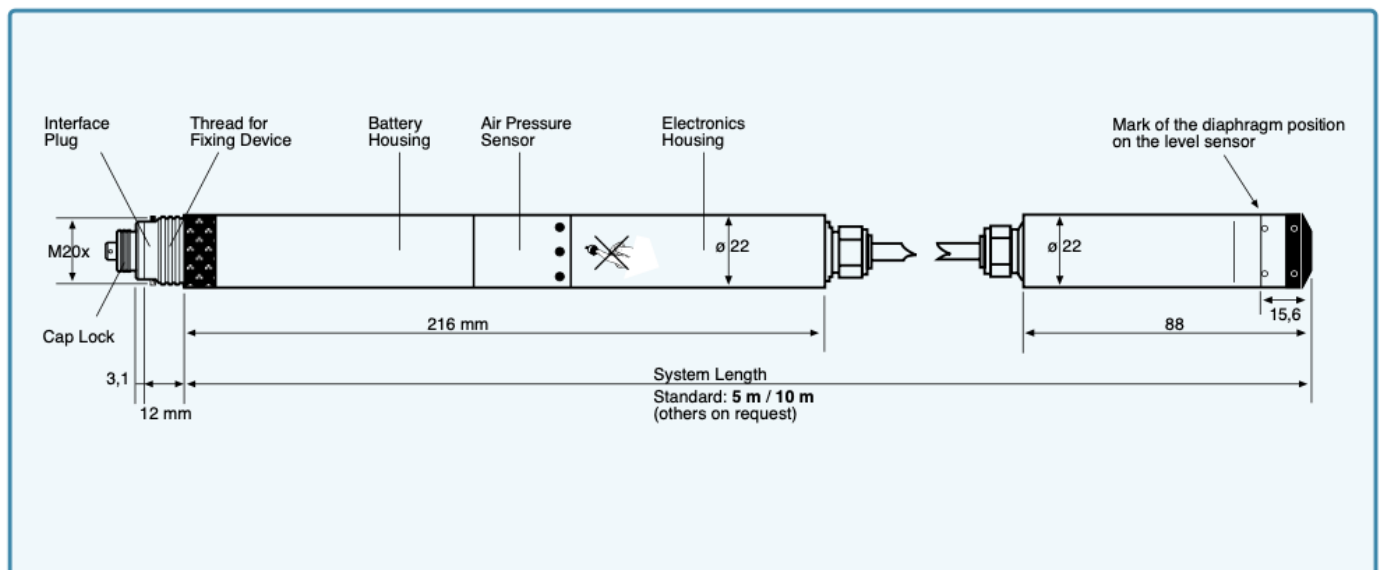 Interface
Plug
Thread for
Fixing Device
Battery
Housing
Air Pressure
Sensor
Electronics
Housing
Mark of the diaphragm position
on the level sensor
M20x
ø 22
ø 22
Cap Lock
216 mm
15,6
88
3,1
12 mm
System Length
Standard: 5 m / 10 m
(others on request)